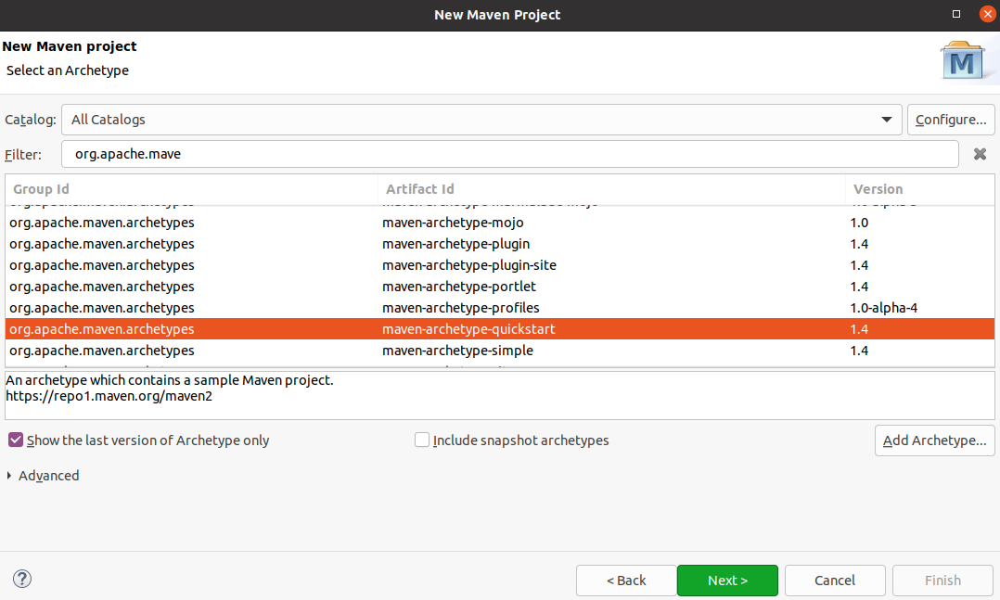 New Maven Project
New Maven project
Select an Archetype
M
Catalog: All Catalogs Configure...
Filter: org.apache.mave
Group Id Artifact Id Version
org.apache.maven.archetypes maven-archetype-mojo 1.0
org.apache.maven.archetypes maven-archetype-plugin 1.4
org.apache.maven.archetypes maven-archetype-plugin-site 1.4
org.apache.maven.archetypes maven-archetype-portlet 1.4
org.apache.maven.archetypes maven-archetype-profiles 1.0-alpha-4
org.apache.maven.archetypes maven-archetype-quickstart 1.4
org.apache.maven.archetypes maven-archetype-simple 1.4
An archetype which contains a sample Maven project.
https://repo1.maven.org/maven2
Show the last version of Archetype only Include snapshot archetypes Add Archetype...
Advanced
? < Back Next > Cancel Finish